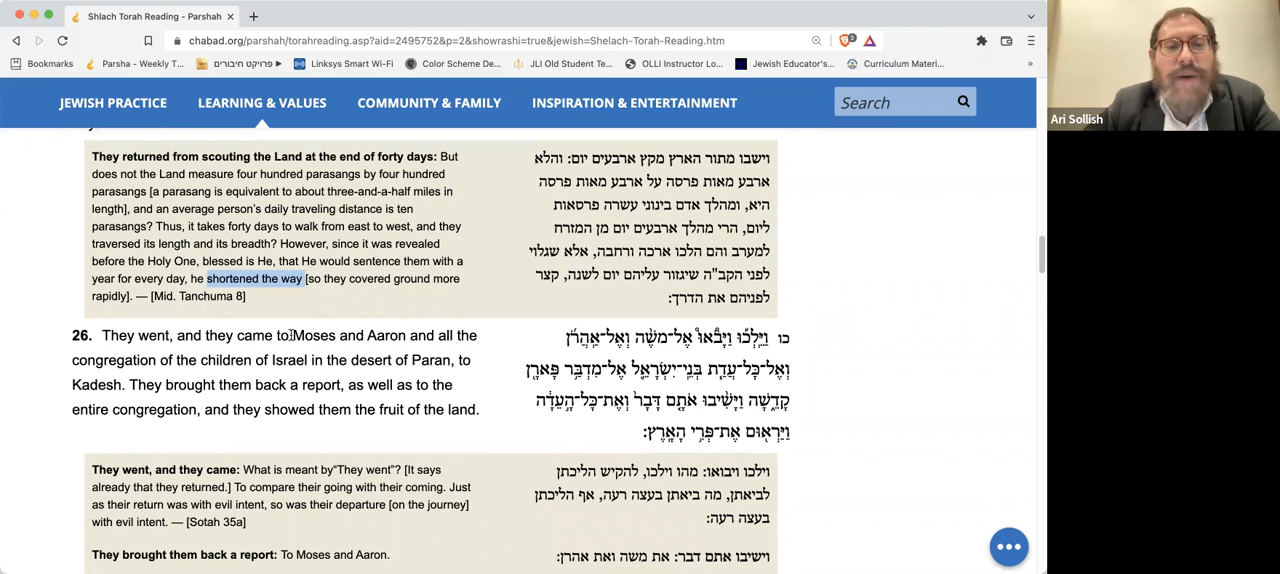 Shlach Torah Reading - Parshah
chabad.org/parshah/torahreading.asp?aid=2495752&p=2&showrashi=true&jewish=Shelach-Torah-Reading.htm
Bookmarks Parsha - Weekly T... פרוייקט חיבורים Linksys Smart Wi-Fi Color Scheme De... JLI Old Student Te... OLLI Instructor Lo... Jewish Educator's... Curriculum Materi... »
JEWISH PRACTICE LEARNING & VALUES COMMUNITY & FAMILY INSPIRATION & ENTERTAINMENT Search
Ari Sollish
They returned from scouting the Land at the end of forty days: But
does not the Land measure four hundred parasangs by four hundred
parasangs [a parasang is equivalent to about three-and-a-half miles in
length], and an average person's daily traveling distance is ten
parasangs? Thus, it takes forty days to walk from east to west, and they
traversed its length and its breadth? However, since it was revealed
before the Holy One, blessed is He, that He would sentence them with a
year for every day, he shortened the way [so they covered ground more
rapidly]. — [Mid. Tanchuma 8]
וישבו מתור הארץ מקץ ארבעים יום: והלא
ארבע מאות פרסה על ארבע מאות פרסה
היא, ומהלך אדם בינוני עשרה פרסאות
ליום, הרי מהלך ארבעים יום מן המזרח
למערב והם הלכו ארכה ורחבה, אלא שגלוי
לפני הקב"ה שיגזור עליהם יום לשנה, קצר
לפניהם את הדרך:
26. They went, and they came to Moses and Aaron and all the
congregation of the children of Israel in the desert of Paran, to
Kadesh. They brought them back a report, as well as to the
entire congregation, and they showed them the fruit of the land.
כו וַיֵּלְכ֡וּ וַיָּבֹ֩אוּ֩ אֶל־מֹשֶׁ֨ה וְאֶל־אַֽהֲרֹ֜ן
וְאֶל־כָּל־עֲדַ֧ת בְּנֵֽי־יִשְׂרָאֵ֛ל אֶל־מִדְבַּ֥ר פָּארָ֖ן
קָדֵ֑שָׁה וַיָּשִׁ֨יבוּ אֹתָ֤ם דָּבָר֙ וְאֶת־כָּל־הָ֣עֵדָ֔ה
וַיַּרְא֖וּם אֶת־פְּרִ֥י הָאָֽרֶץ:
They went, and they came: What is meant by"They went"? [It says
already that they returned.] To compare their going with their coming. Just
as their return was with evil intent, so was their departure [on the journey]
with evil intent. — [Sotah 35a]
וילכו ויבואו: מהו וילכו, להקיש הליכתן
לביאתן, מה ביאתן בעצה רעה, אף הליכתן
בעצה רעה:
They brought them back a report: To Moses and Aaron.
וישיבו אתם דבר: את משה ואת אהרן: